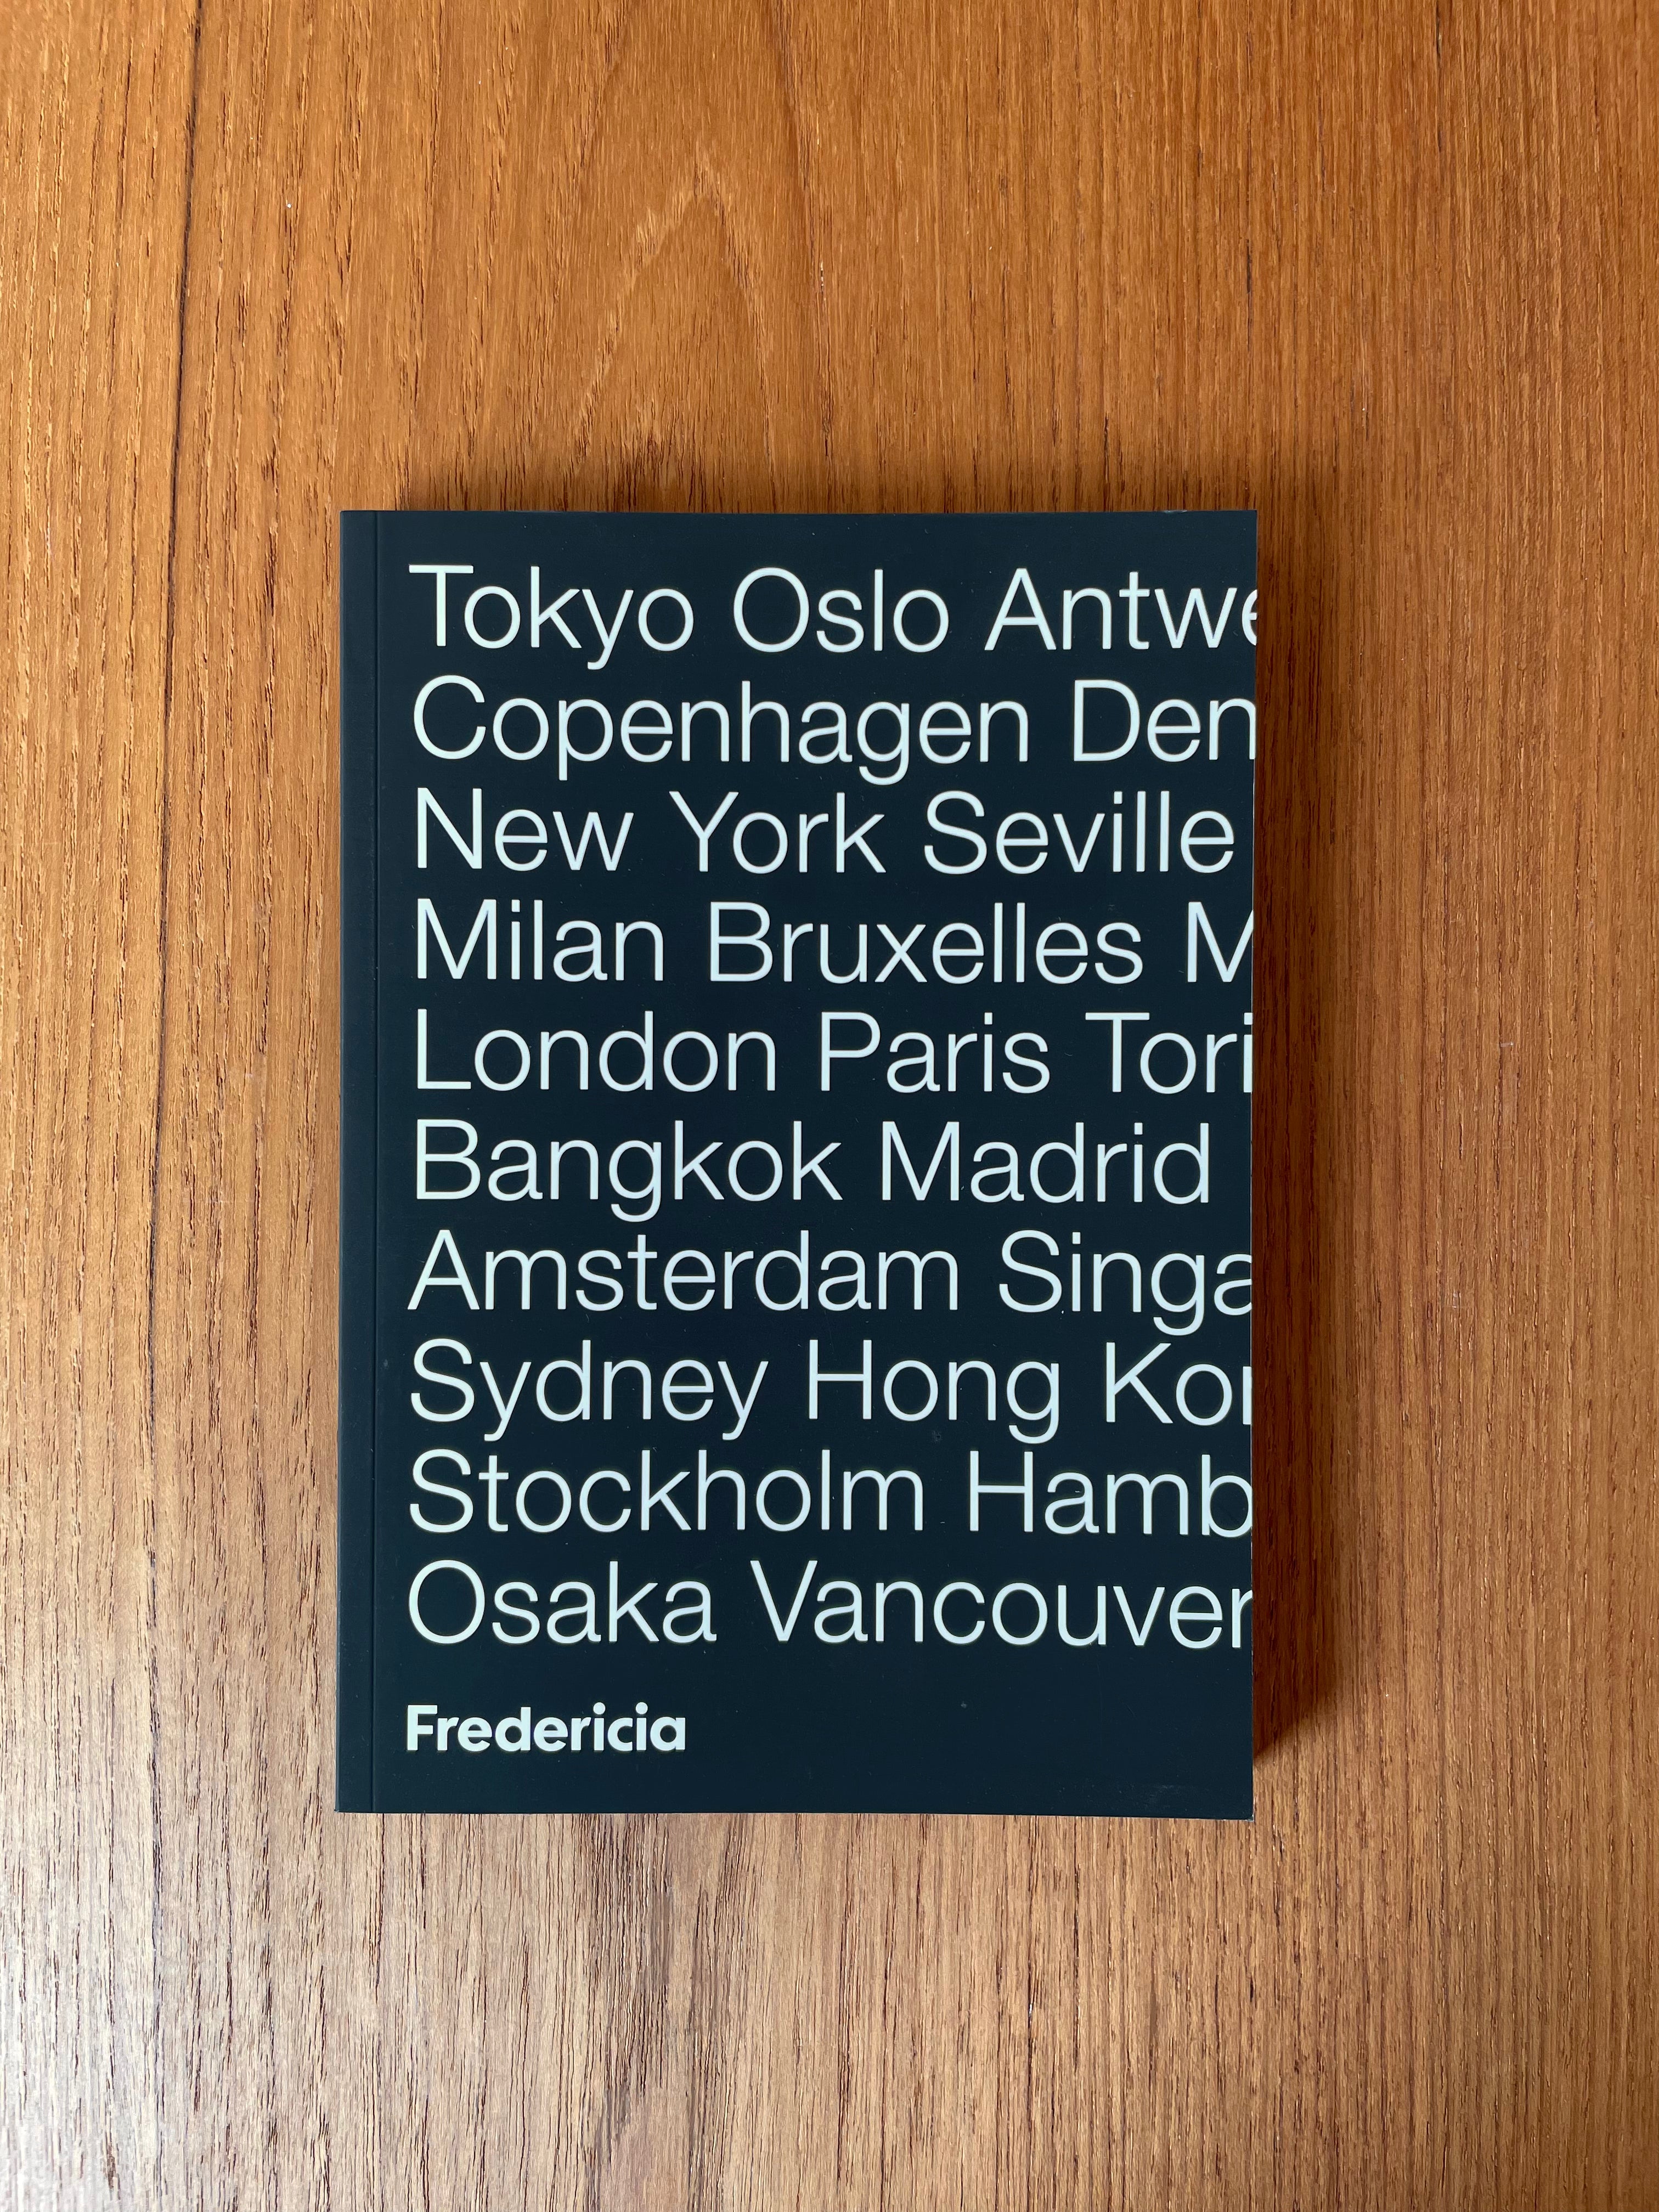 Tokyo Oslo Antwe
Copenhagen Den
New York Seville
Milan Bruxelles M
London Paris Tori
Bangkok Madrid
Amsterdam Singa
Sydney Hong Kon
Stockholm Hamb
Osaka Vancouver
Fredericia